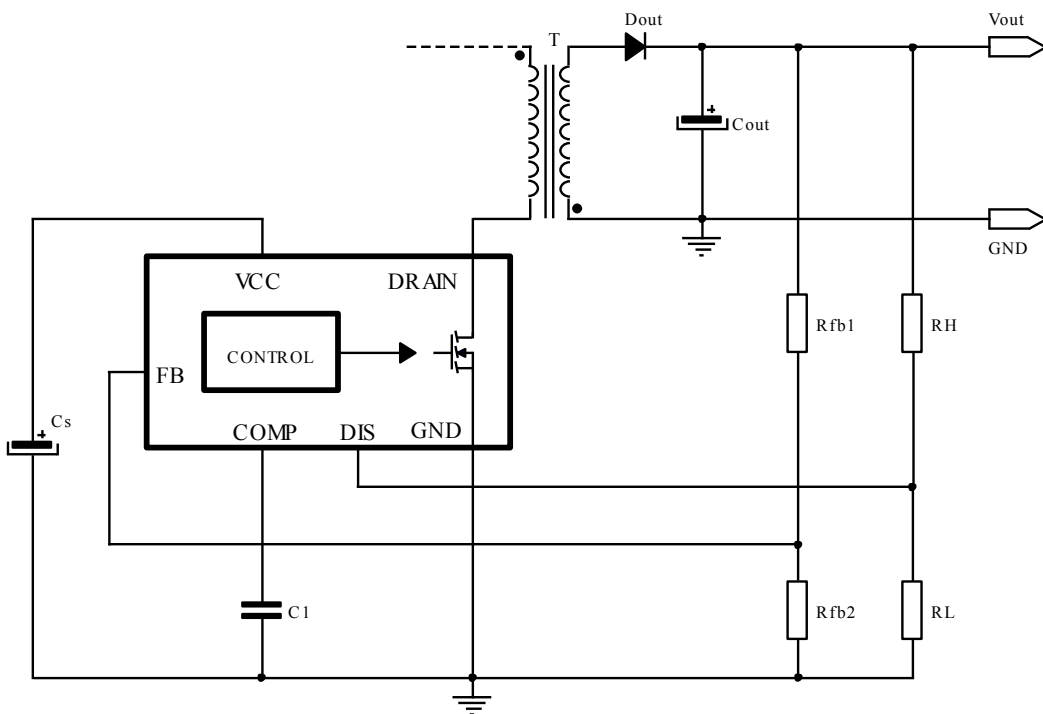 Dout
Vout
T
+
Cout
GND
VCC
DRAIN
Rfb1
RH
CONTROL
FB
Cs
+
COMP
DIS
GND
C1
Rfb2
RL